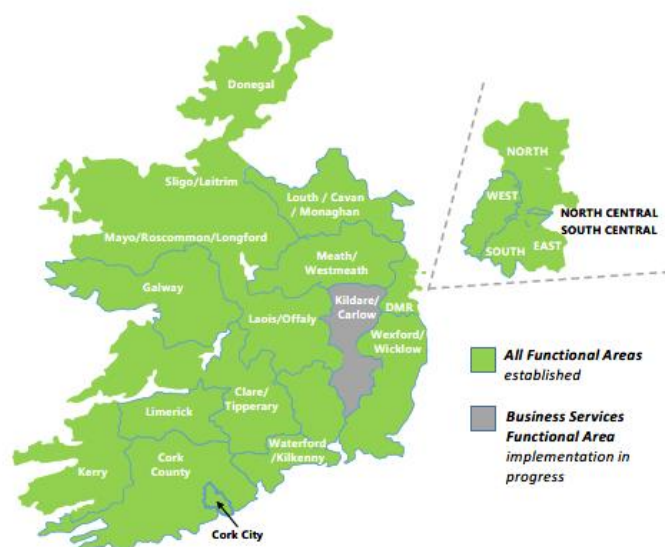 Donegal
NORTH
Sligo/Leitrim
Louth / Cavan
/ Monaghan
WEST
NORTH CENTRAL
SOUTH CENTRAL
Mayo/Roscommon/Longford
Meath/
Westmeath
SOUTH
EAST
Galway
Kildare/
Carlow
DMR
Laois/Offaly
Wexford/
Wicklow
All Functional Areas
established
Clare/
Tipperary
Limerick
Business Services
Functional Area
implementation in
progress
Waterford
/Kilkenny
Kerry
Cork
County
Cork City